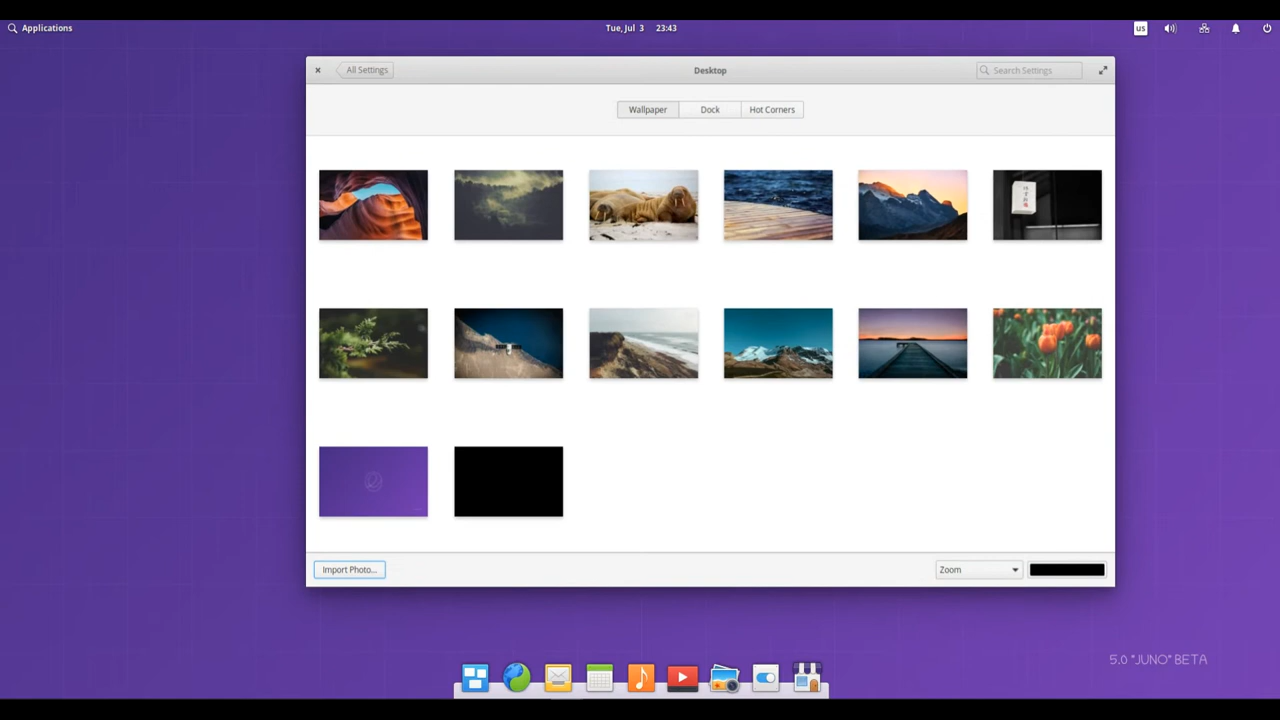 Applications
Tue, Jul 3 23:43
us
All Settings
Desktop
Search Settings
Wallpaper
Dock
Hot Corners
Import Photo...
Zoom
5.0 "JUNO" BETA